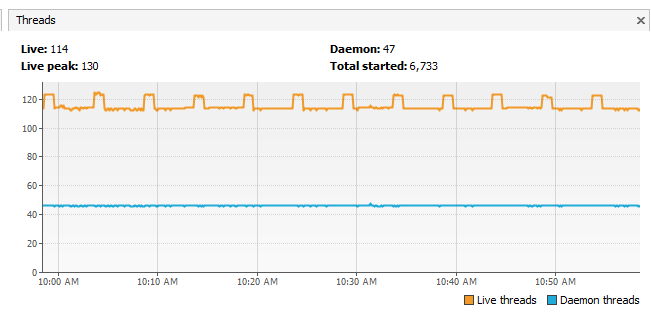 Threads
Live: 114 Daemon: 47
Live peak: 130 Total started: 6,733
120
100
80
60
40
20
0
10:00 AM 10:10 AM 10:20 AM 10:30 AM 10:40 AM 10:50 AM
Live threads Daemon threads